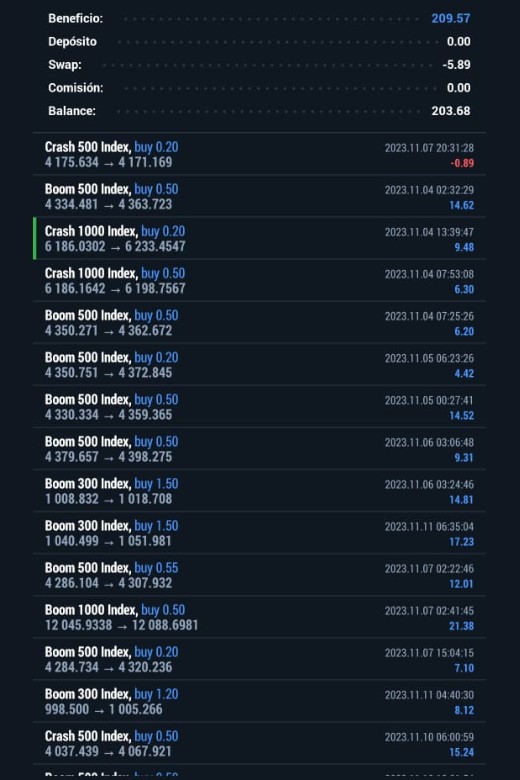 Beneficio: 209.57
Depósito 0.00
Swap: -5.89
Comisión: 0.00
Balance: 203.68
Crash 500 Index, buy 0.20 2023.11.07 20:31:28
4 175.634 → 4 171.169 -0.89
Boom 500 Index, buy 0.50 2023.11.04 02:32:29
4 334.481 → 4 363.723 14.62
Crash 1000 Index, buy 0.20 2023.11.04 13:39:47
6 186.0302 → 6 233.4547 9.48
Crash 1000 Index, buy 0.50 2023.11.04 07:53:08
6 186.1642 → 6 198.7567 6.30
Boom 500 Index, buy 0.50 2023.11.04 07:25:26
4 350.271 → 4 362.672 6.20
Boom 500 Index, buy 0.20 2023.11.05 06:23:26
4 350.751 → 4 372.845 4.42
Boom 500 Index, buy 0.50 2023.11.05 00:27:41
4 330.334 → 4 359.365 14.52
Boom 500 Index, buy 0.50 2023.11.06 03:06:48
4 379.657 → 4 398.275 9.31
Boom 300 Index, buy 1.50 2023.11.06 03:24:46
1 008.832 → 1 018.708 14.81
Boom 300 Index, buy 1.50 2023.11.11 06:35:04
1 040.499 → 1 051.981 17.23
Boom 500 Index, buy 0.55 2023.11.07 02:22:46
4 286.104 → 4 307.932 12.01
Boom 1000 Index, buy 0.50 2023.11.07 02:41:45
12 045.9338 → 12 088.6981 21.38
Boom 500 Index, buy 0.20 2023.11.07 15:04:15
4 284.734 → 4 320.236 7.10
Boom 300 Index, buy 1.20 2023.11.11 04:40:30
998.500 → 1 005.266 8.12
Crash 500 Index, buy 0.50 2023.11.10 06:00:59
4 037.439 → 4 067.921 15.24